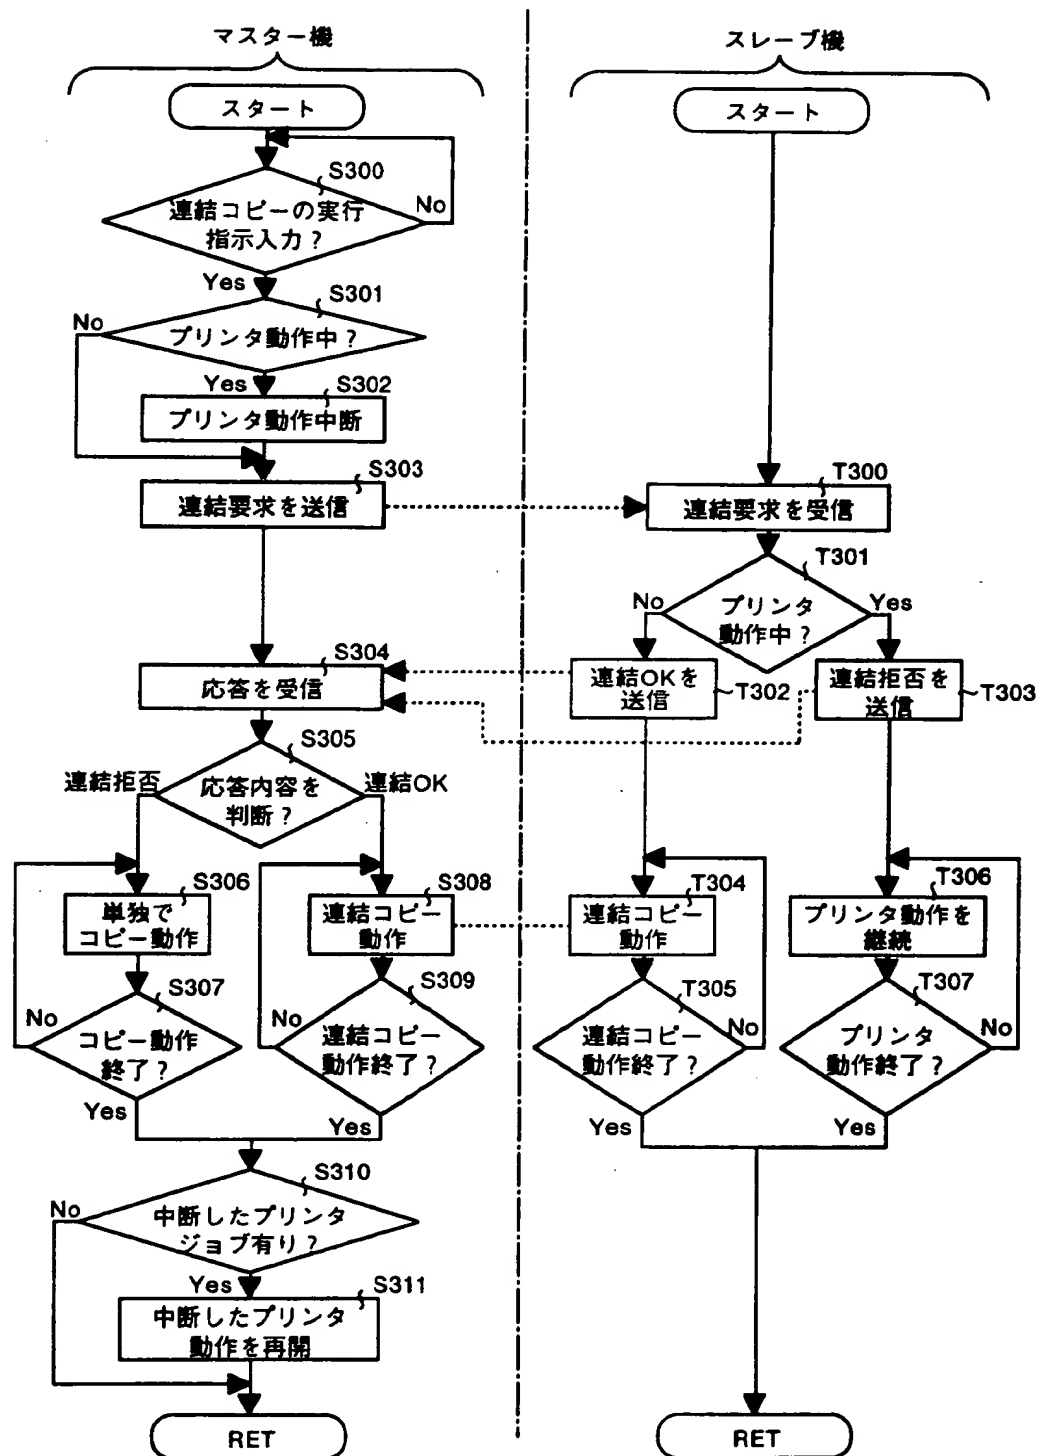 マスター機
スタート
S300
連結コピーの実行
指示入力?
No
Yes
S301
プリンタ動作中?
No
Yes
S302
プリンタ動作中断
S303
連結要求を送信
S304
応答を受信
S305
応答内容を
判断?
連結拒否
連結OK
S306
単独で
コピー動作
S307
コピー動作
終了?
No
Yes
S308
連結コピー
動作
S309
連結コピー
動作終了?
No
Yes
S310
中断したプリンタ
ジョブ有り?
No
Yes
S311
中断したプリンタ
動作を再開
RET
スレーブ機
スタート
T300
連結要求を受信
T301
プリンタ
動作中?
No
Yes
連結OKを
送信
T302
連結拒否を
送信
T303
T304
連結コピー
動作
T305
連結コピー
動作終了?
No
Yes
T306
プリンタ動作を
継続
T307
プリンタ
動作終了?
No
Yes
RET